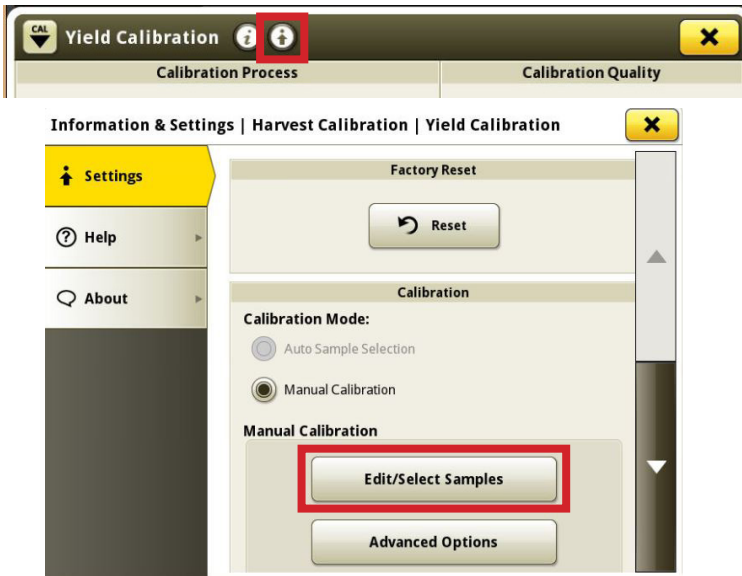 CAL Yield Calibration i
Calibration Process Calibration Quality
Information & Settings | Harvest Calibration | Yield Calibration
Settings
Factory Reset
Reset
? Help
About
Calibration
Calibration Mode:
Auto Sample Selection
Manual Calibration
Manual Calibration
Edit/Select Samples
Advanced Options